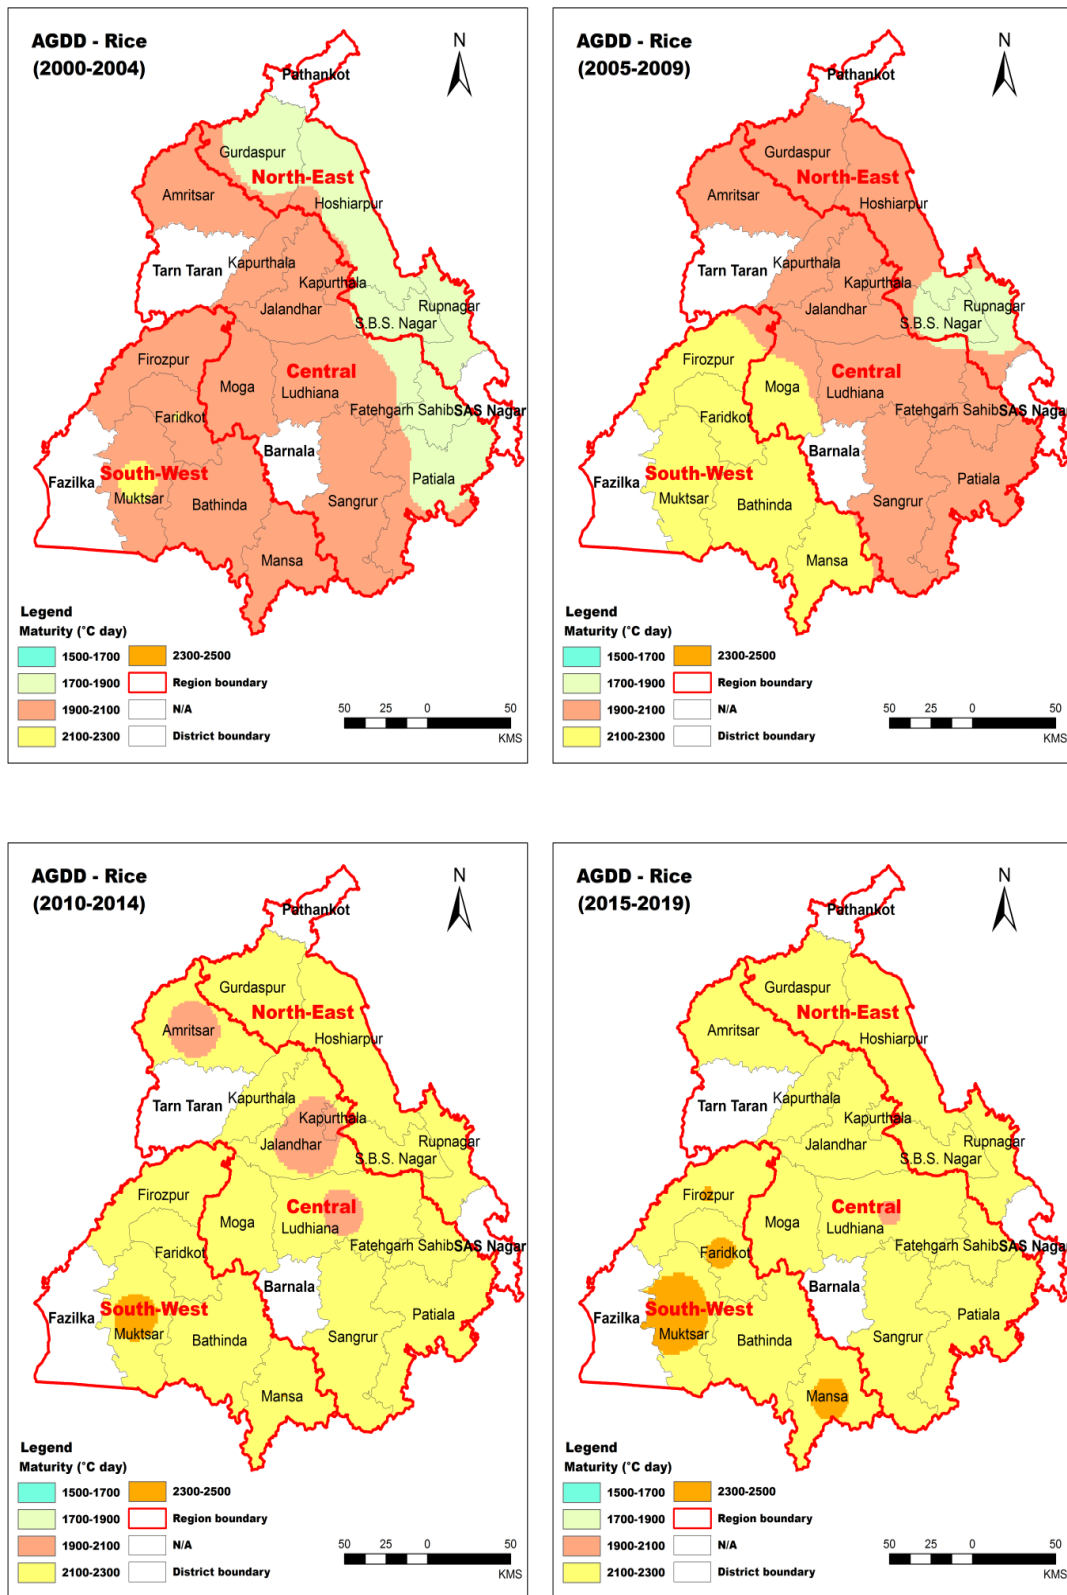 AGDD - Rice
(2000-2004)
N
Pathankot
Gurdaspur
North-East
Amritsar
Hoshiarpur
Tarn Taran
Kapurthala
Kapurthala
Jalandhar
Rupnagar
S.B.S. Nagar
Firozpur
Central
Moga
Ludhiana
Faridkot
Fatehgarh Sahib
SAS Nagar
Barnala
South-West
Fazilka
Muktsar
Bathinda
Sangrur
Patiala
Mansa
Legend
Maturity (°C day)
1500-1700
2300-2500
1700-1900
Region boundary
1900-2100
N/A
2100-2300
District boundary
50 25 0 50
KMS
AGDD - Rice
(2005-2009)
N
Pathankot
Gurdaspur
North-East
Amritsar
Hoshiarpur
Tarn Taran
Kapurthala
Kapurthala
Jalandhar
Rupnagar
S.B.S. Nagar
Firozpur
Central
Moga
Ludhiana
Faridkot
Fatehgarh Sahib
SAS Nagar
Barnala
South-West
Fazilka
Muktsar
Bathinda
Sangrur
Patiala
Mansa
Legend
Maturity (°C day)
1500-1700
2300-2500
1700-1900
Region boundary
1900-2100
N/A
2100-2300
District boundary
50 25 0 50
KMS
AGDD - Rice
(2010-2014)
N
Pathankot
Gurdaspur
North-East
Amritsar
Hoshiarpur
Tarn Taran
Kapurthala
Kapurthala
Jalandhar
Rupnagar
S.B.S. Nagar
Firozpur
Central
Moga
Ludhiana
Faridkot
Fatehgarh Sahib
SAS Nagar
Barnala
South-West
Fazilka
Muktsar
Bathinda
Sangrur
Patiala
Mansa
Legend
Maturity (°C day)
1500-1700
2300-2500
1700-1900
Region boundary
1900-2100
N/A
2100-2300
District boundary
50 25 0 50
KMS
AGDD - Rice
(2015-2019)
N
Pathankot
Gurdaspur
North-East
Amritsar
Hoshiarpur
Tarn Taran
Kapurthala
Kapurthala
Jalandhar
Rupnagar
S.B.S. Nagar
Firozpur
Central
Moga
Ludhiana
Faridkot
Fatehgarh Sahib
SAS Nagar
Barnala
South-West
Fazilka
Muktsar
Bathinda
Sangrur
Patiala
Mansa
Legend
Maturity (°C day)
1500-1700
2300-2500
1700-1900
Region boundary
1900-2100
N/A
2100-2300
District boundary
50 25 0 50
KMS